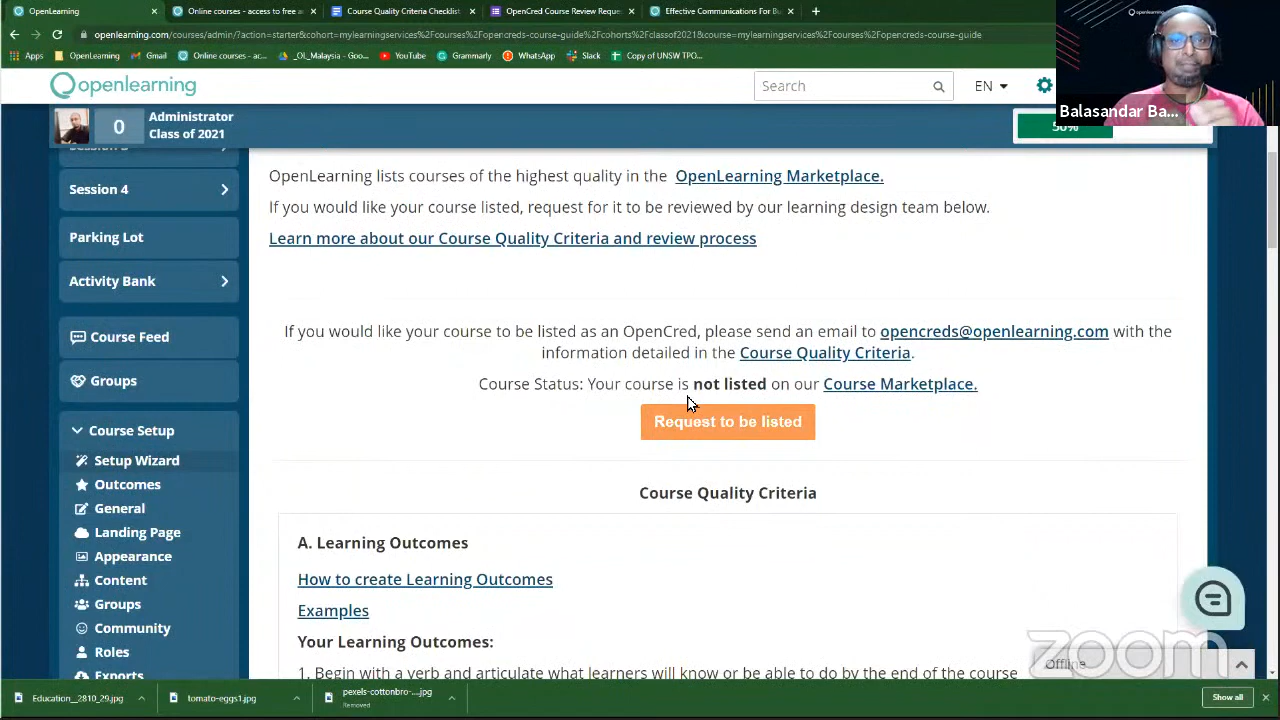 OpenLearning
Online courses - access to free a
Course Quality Criteria Checklist
OpenCred Course Review Reque
Effective Communications For Bu
openlearning.com/courses/admin/?action=starter&cohort=mylearningservices%2Fcourses%2Fopencreds-course-guide%2Fcohorts%2Fclassof2021&course=mylearningservices%2Fcourses%2Fopencreds-course-guide
Apps
OpenLearning
Gmail
Online courses - ac...
_OL_Malaysia - Goo...
YouTube
Grammarly
WhatsApp
Slack
Copy of UNSW TPO...
openlearning
Search
EN
Balasandar Ba...
0
Administrator
Class of 2021
50%
Session 4
Parking Lot
Activity Bank
Course Feed
Groups
Course Setup
Setup Wizard
Outcomes
General
Landing Page
Appearance
Content
Groups
Community
Roles
Exports
OpenLearning lists courses of the highest quality in the OpenLearning Marketplace.
If you would like your course listed, request for it to be reviewed by our learning design team below.
Learn more about our Course Quality Criteria and review process
If you would like your course to be listed as an OpenCred, please send an email to opencreds@openlearning.com with the
information detailed in the Course Quality Criteria.
Course Status: Your course is not listed on our Course Marketplace.
Request to be listed
Course Quality Criteria
A. Learning Outcomes
How to create Learning Outcomes
Examples
Your Learning Outcomes:
1. Begin with a verb and articulate what learners will know or be able to do by the end of the course
zoom
Offline
Education__2810_29.jpg
tomato-eggs1.jpg
pexels-cottonbro-....jpg
Removed
Show all